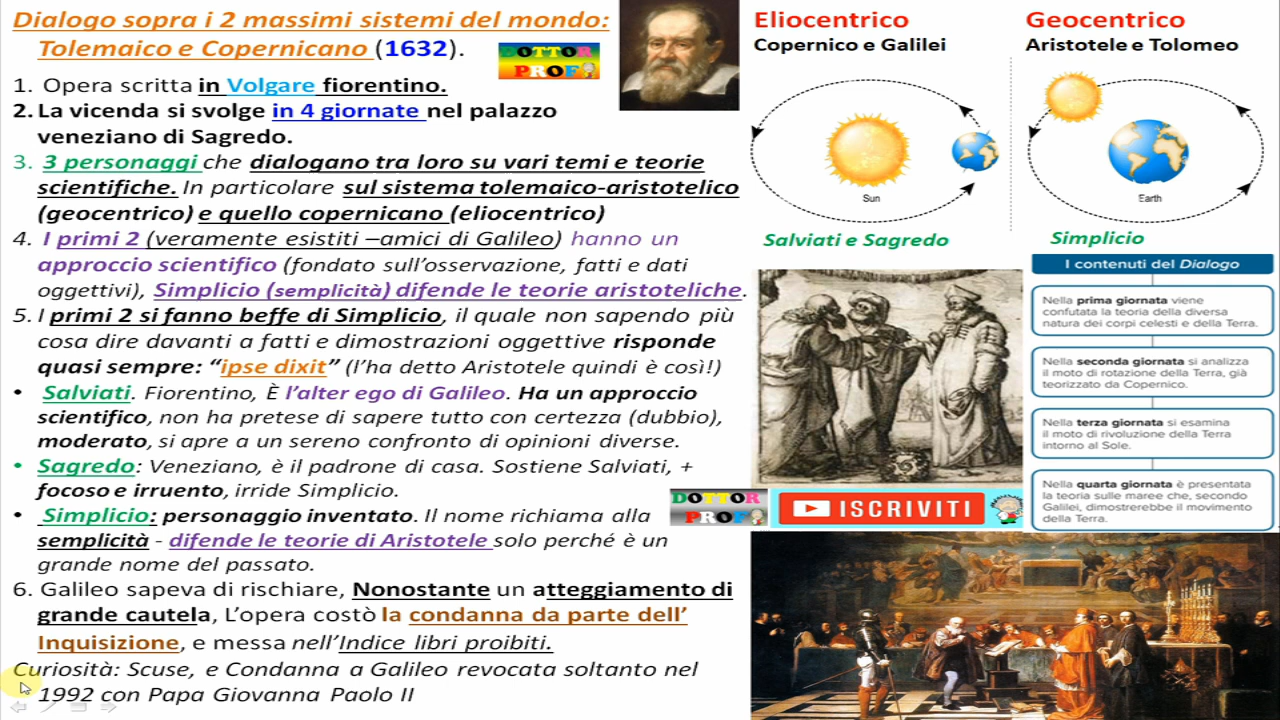 Dialogo sopra i 2 massimi sistemi del mondo:
Tolemaico e Copernicano (1632).
DOTTOR
PROF
1. Opera scritta in Volgare fiorentino.
2. La vicenda si svolge in 4 giornate nel palazzo
veneziano di Sagredo.
3. 3 personaggi che dialogano tra loro su vari temi e teorie
scientifiche. In particolare sul sistema tolemaico-aristotelico
(geocentrico) e quello copernicano (eliocentrico)
4. I primi 2 (veramente esistiti –amici di Galileo) hanno un
approccio scientifico (fondato sull'osservazione, fatti e dati
oggettivi), Simplicio (semplicità) difende le teorie aristoteliche.
5. I primi 2 si fanno beffe di Simplicio, il quale non sapendo più
cosa dire davanti a fatti e dimostrazioni oggettive risponde
quasi sempre: “ipse dixit” (l'ha detto Aristotele quindi è così!)
• Salviati. Fiorentino, È l'alter ego di Galileo. Ha un approccio
scientifico, non ha pretese di sapere tutto con certezza (dubbio),
moderato, si apre a un sereno confronto di opinioni diverse.
• Sagredo: Veneziano, è il padrone di casa. Sostiene Salviati, +
focoso e irruento, irride Simplicio.
• Simplicio: personaggio inventato. Il nome richiama alla
semplicità - difende le teorie di Aristotele solo perché è un
grande nome del passato.
6. Galileo sapeva di rischiare, Nonostante un atteggiamento di
grande cautela, L'opera costò la condanna da parte dell'
Inquisizione, e messa nell'Indice libri proibiti.
Curiosità: Scuse, e Condanna a Galileo revocata soltanto nel
1992 con Papa Giovanna Paolo II
Eliocentrico
Copernico e Galilei
Sun
Salviati e Sagredo
Geocentrico
Aristotele e Tolomeo
Earth
Simplicio
I contenuti del Dialogo
Nella prima giornata viene
confutata la teoria della diversa
natura dei corpi celesti e della Terra.
Nella seconda giornata si analizza
il moto di rotazione della Terra, già
teorizzato da Copernico.
Nella terza giornata si esamina
il moto di rivoluzione della Terra
intorno al Sole.
Nella quarta giornata è presentata
la teoria sulle maree che, secondo
Galilei, dimostrerebbe il movimento
della Terra.
DOTTOR
PROF
ISCRIVITI